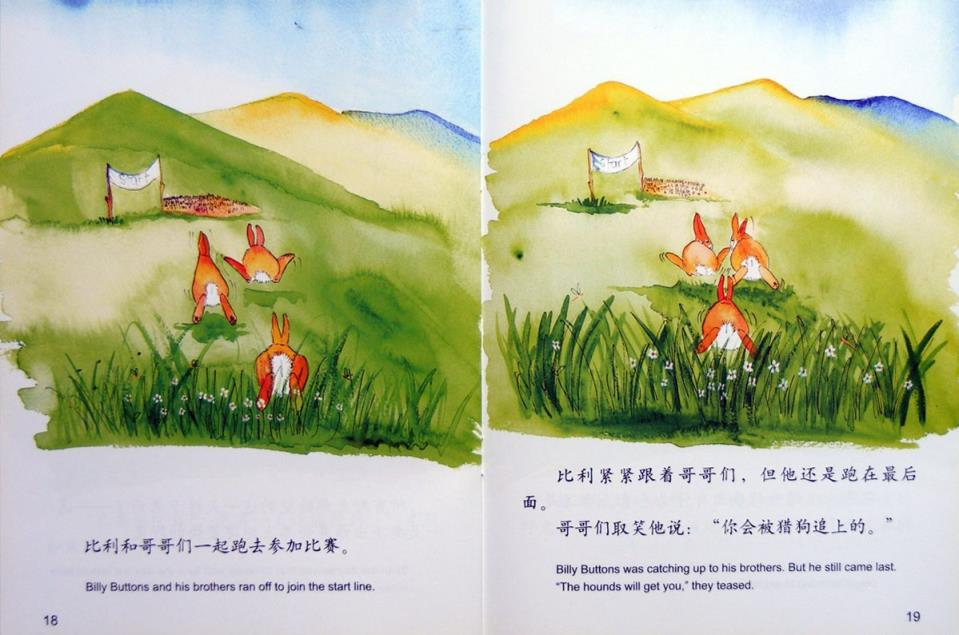 Start
比利和哥哥们一起跑去参加比赛。
Billy Buttons and his brothers ran off to join the start line.
18
Start
比利紧紧跟着哥哥们，但他还是跑在最后
面。
哥哥们取笑他说：“你会被猎狗追上的。”
Billy Buttons was catching up to his brothers. But he still came last.
“The hounds will get you,” they teased.
19